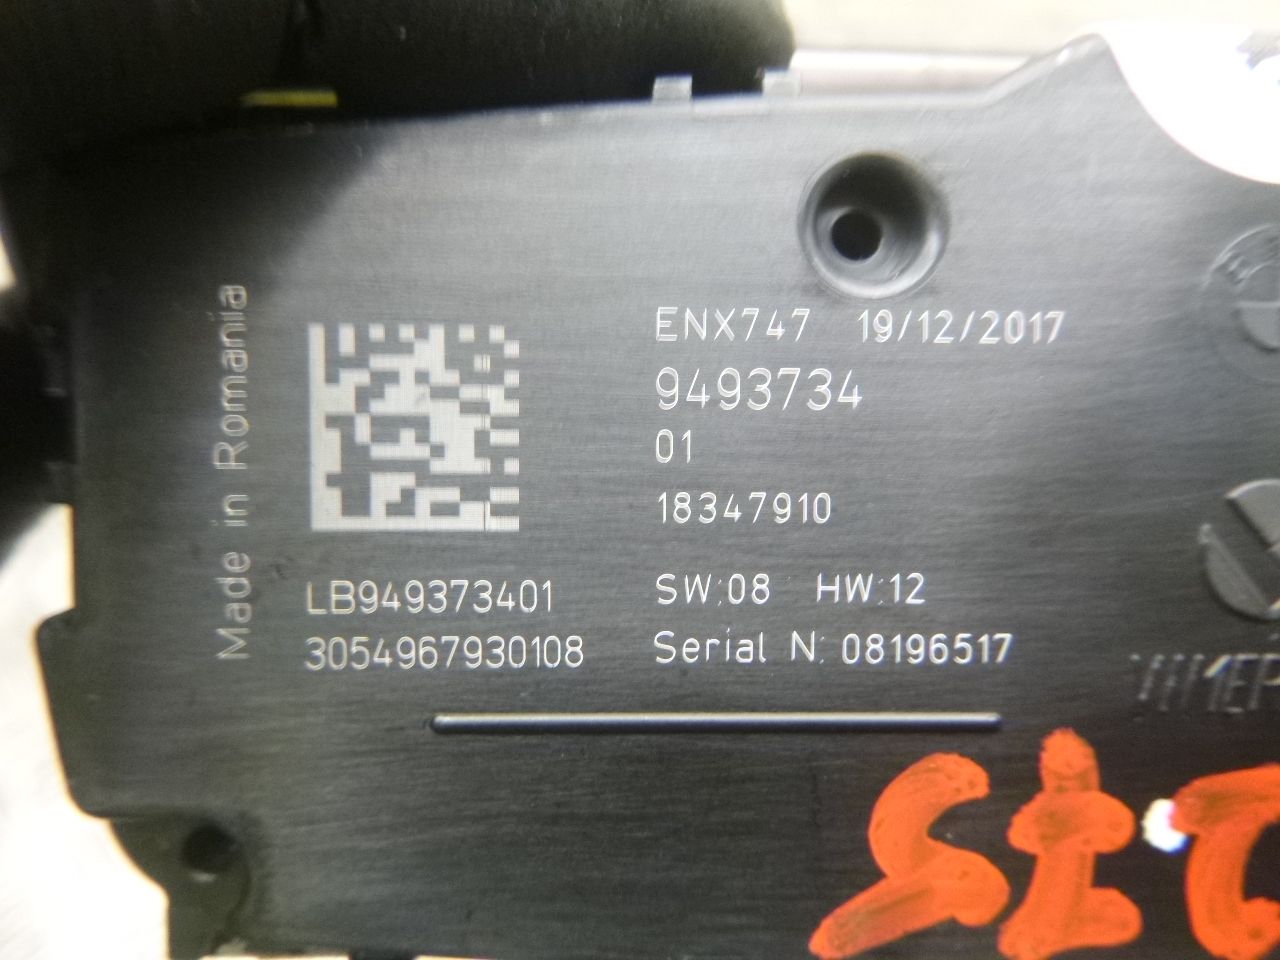 Made in Romania
ENX747 19/12/2017
9493734
01
18347910
LB949373401
3054967930108
SW:08 HW:12
Serial N: 08196517